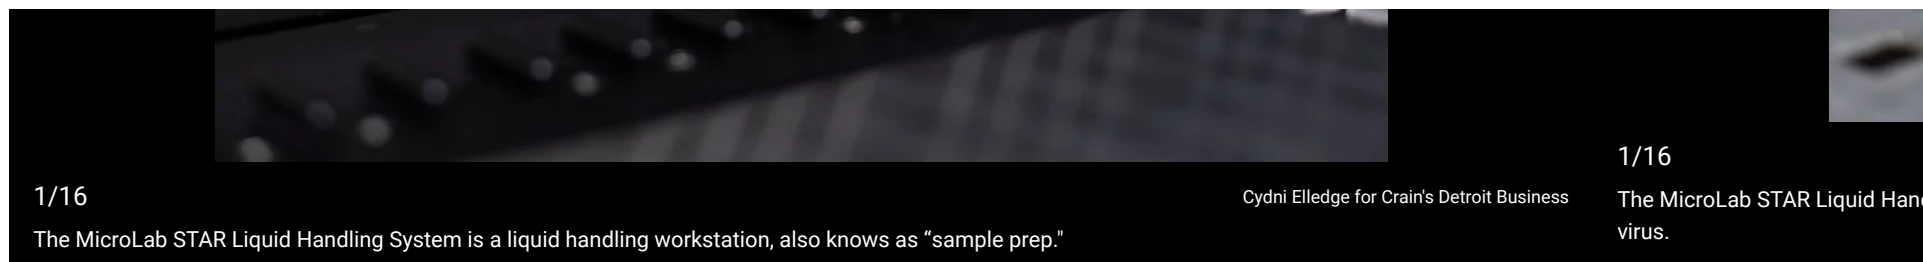 1/16
Cydni Elledge for Crain's Detroit Business
The MicroLab STAR Liquid Handling System is a liquid handling workstation, also knows as “sample prep."
1/16
The MicroLab STAR Liquid
virus.